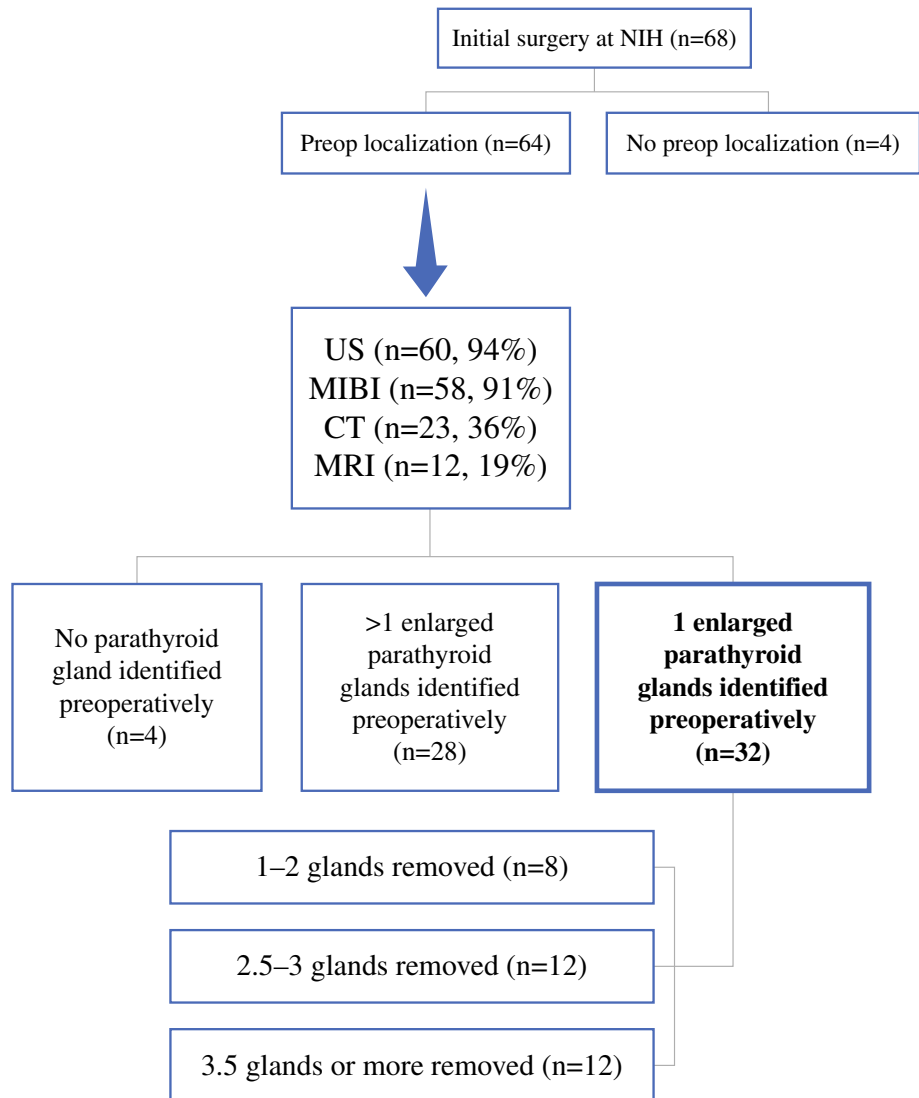 Initial surgery at NIH (n=68)
Preop localization (n=64)
No preop localization (n=4)
US (n=60, 94%)
MIBI (n=58, 91%)
CT (n=23, 36%)
MRI (n=12, 19%)
No parathyroid
gland identified
preoperatively
(n=4)
>1 enlarged
parathyroid
glands identified
preoperatively
(n=28)
1 enlarged
parathyroid
glands identified
preoperatively
(n=32)
1–2 glands removed (n=8)
2.5–3 glands removed (n=12)
3.5 glands or more removed (n=12)